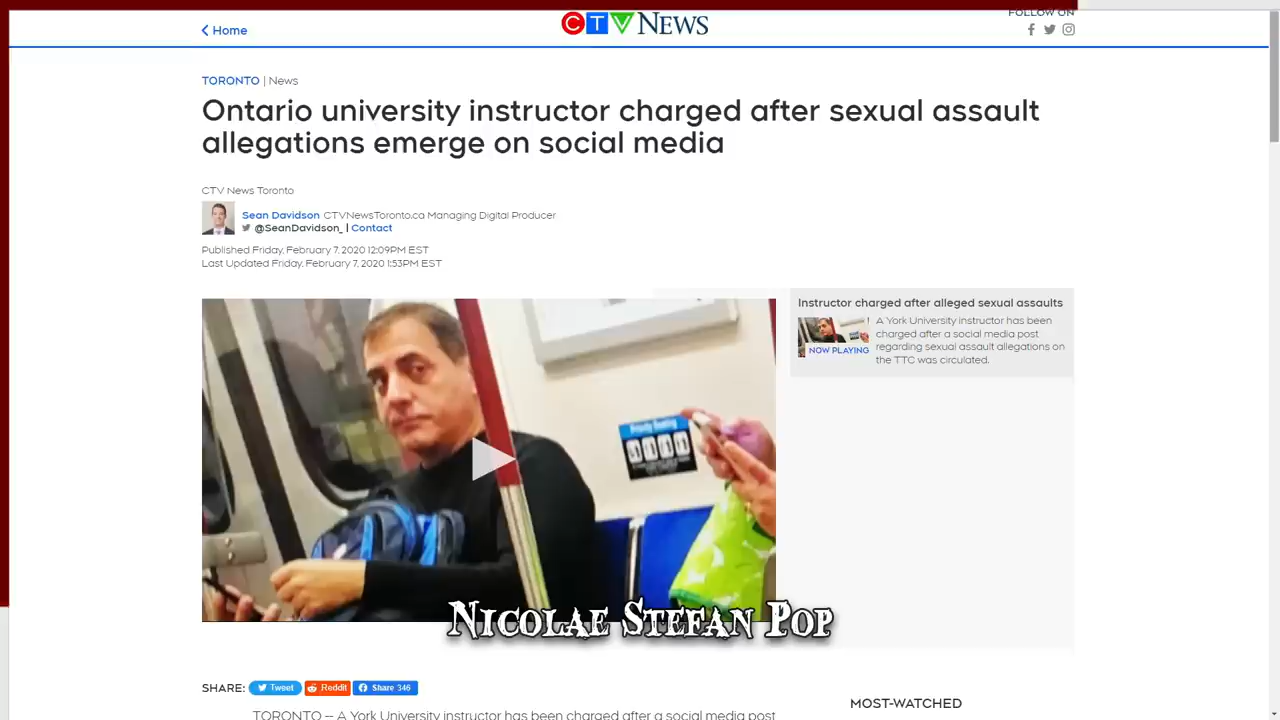 FOLLOW ON
Home
CTV NEWS
TORONTO | News
Ontario university instructor charged after sexual assault
allegations emerge on social media
CTV News Toronto
Sean Davidson CTVNewsToronto.ca Managing Digital Producer
@SeanDavidson_ | Contact
Published Friday, February 7, 2020 12:09PM EST
Last Updated Friday, February 7, 2020 1:53PM EST
Instructor charged after alleged sexual assaults
A York University instructor has been
charged after a social media post
regarding sexual assault allegations on
the TTC was circulated.
NOW PLAYING
Priority Seating
Nicolae Stefan Pop
SHARE: Tweet Reddit Share 346
MOST-WATCHED
TORONTO -- A York University instructor has been charged after a social media post